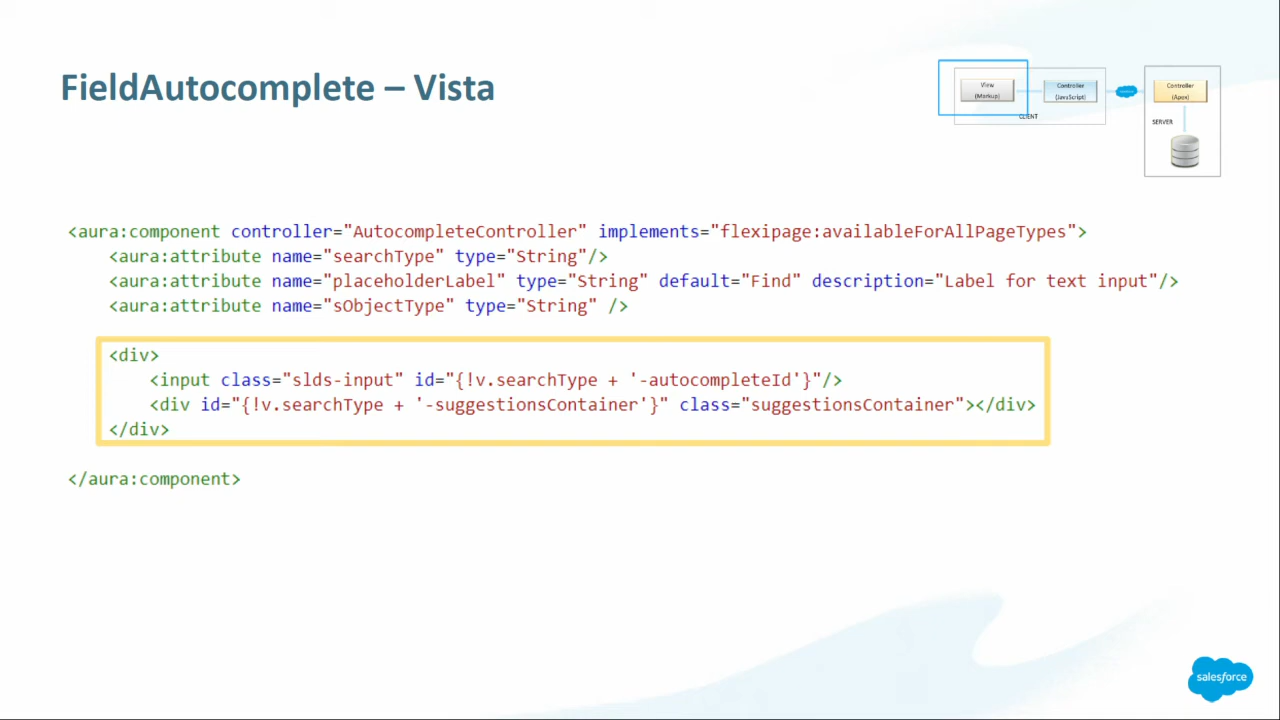 FieldAutocomplete – Vista
View
(Markup)
Controller
(JavaScript)
CLIENT
Controller
(Apex)
SERVER
<aura:component controller="AutocompleteController" implements="flexipage:availableForAllPageTypes">
<aura:attribute name="searchType" type="String"/>
<aura:attribute name="placeholderLabel" type="String" default="Find" description="Label for text input"/>
<aura:attribute name="sObjectType" type="String" />
<div>
<input class="slds-input" id="{!v.searchType + '-autocompleteId'}"/>
<div id="{!v.searchType + '-suggestionsContainer'}" class="suggestionsContainer"></div>
</div>
</aura:component>
salesforce